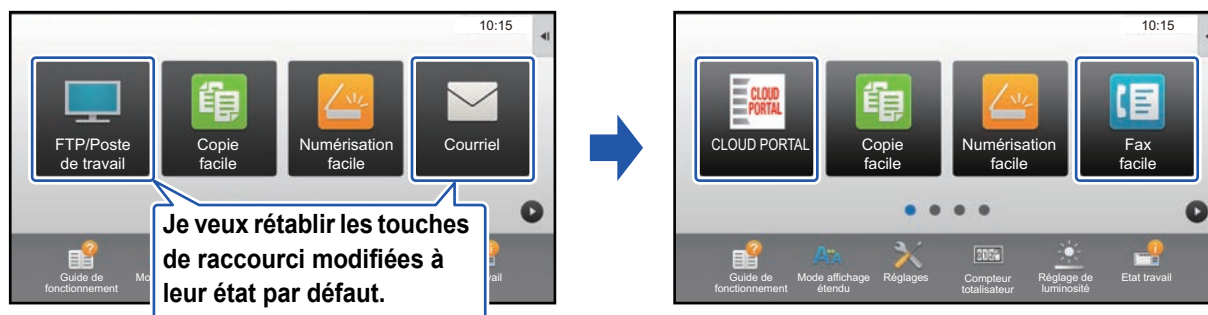 10:15
FTP/Poste
de travail
Copie
facile
Numérisation
facile
Courriel
Je veux rétablir les touches
de raccourci modifiées à
leur état par défaut.
Guide de
fonctionnement
Mo
vail
10:15
CLOUD
PORTAL
CLOUD PORTAL
Copie
facile
Numérisation
facile
Fax
facile
Guide de
fonctionnement
Mode affichage
étendu
Réglages
Compteur
totalisateur
Réglage de
luminosité
Etat travail